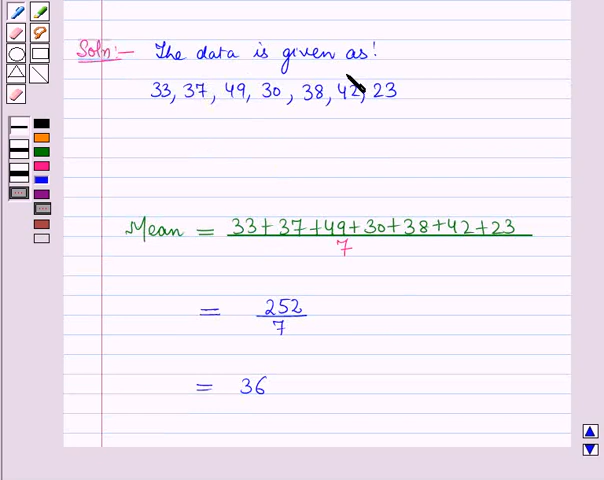 Soln:- The data is given as:
33, 37, 49, 30, 38, 42, 23
Mean = 33+37+49+30+38+42+23
7
= 252
7
= 36